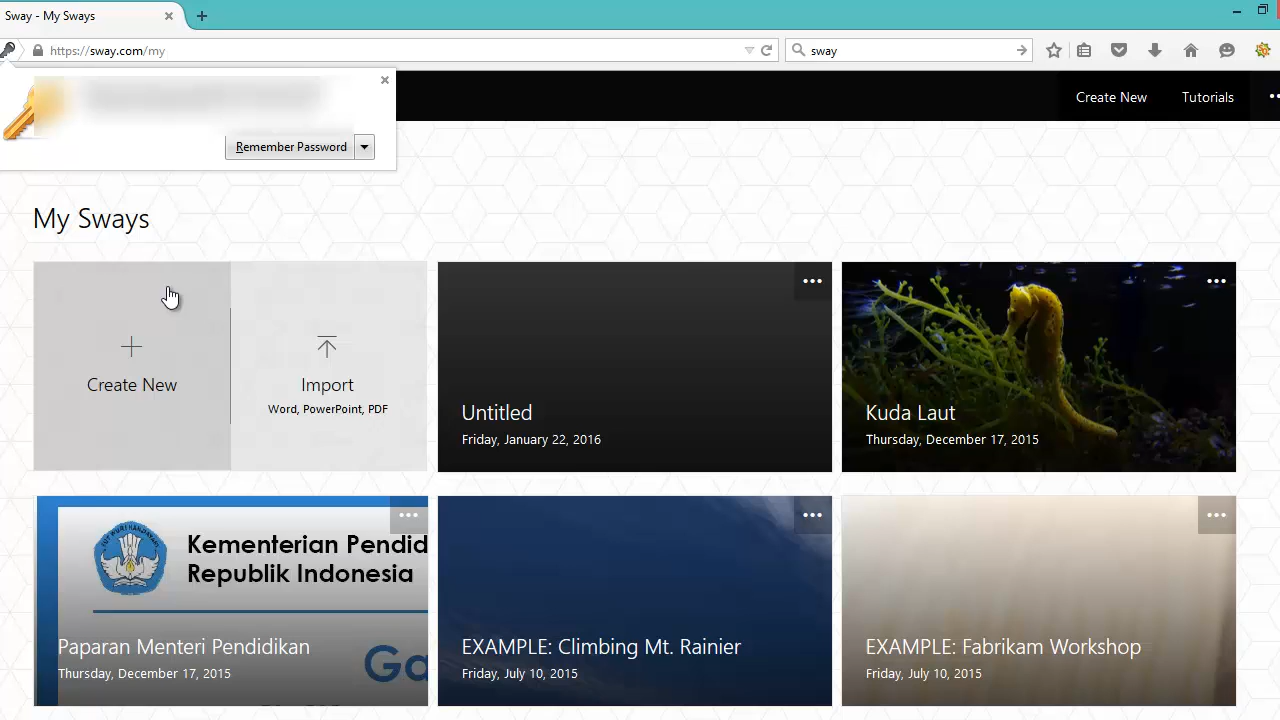 Sway - My Sways
https://sway.com/my
sway
Remember Password
Create New
Tutorials
My Sways
Create New
Import
Word, PowerPoint, PDF
Untitled
Friday, January 22, 2016
Kuda Laut
Thursday, December 17, 2015
Kementerian Pendid
Republik Indonesia
Ga
Paparan Menteri Pendidikan
Thursday, December 17, 2015
EXAMPLE: Climbing Mt. Rainier
Friday, July 10, 2015
EXAMPLE: Fabrikam Workshop
Friday, July 10, 2015